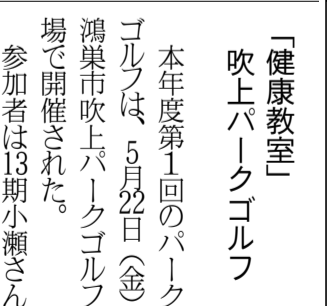 「健康教室」
吹上パークゴルフ
本年度第1回のパーク
ゴルフは、5月22日（金）
鴻巣市吹上パークゴルフ
場で開催された。
参加者は13期小瀬さん